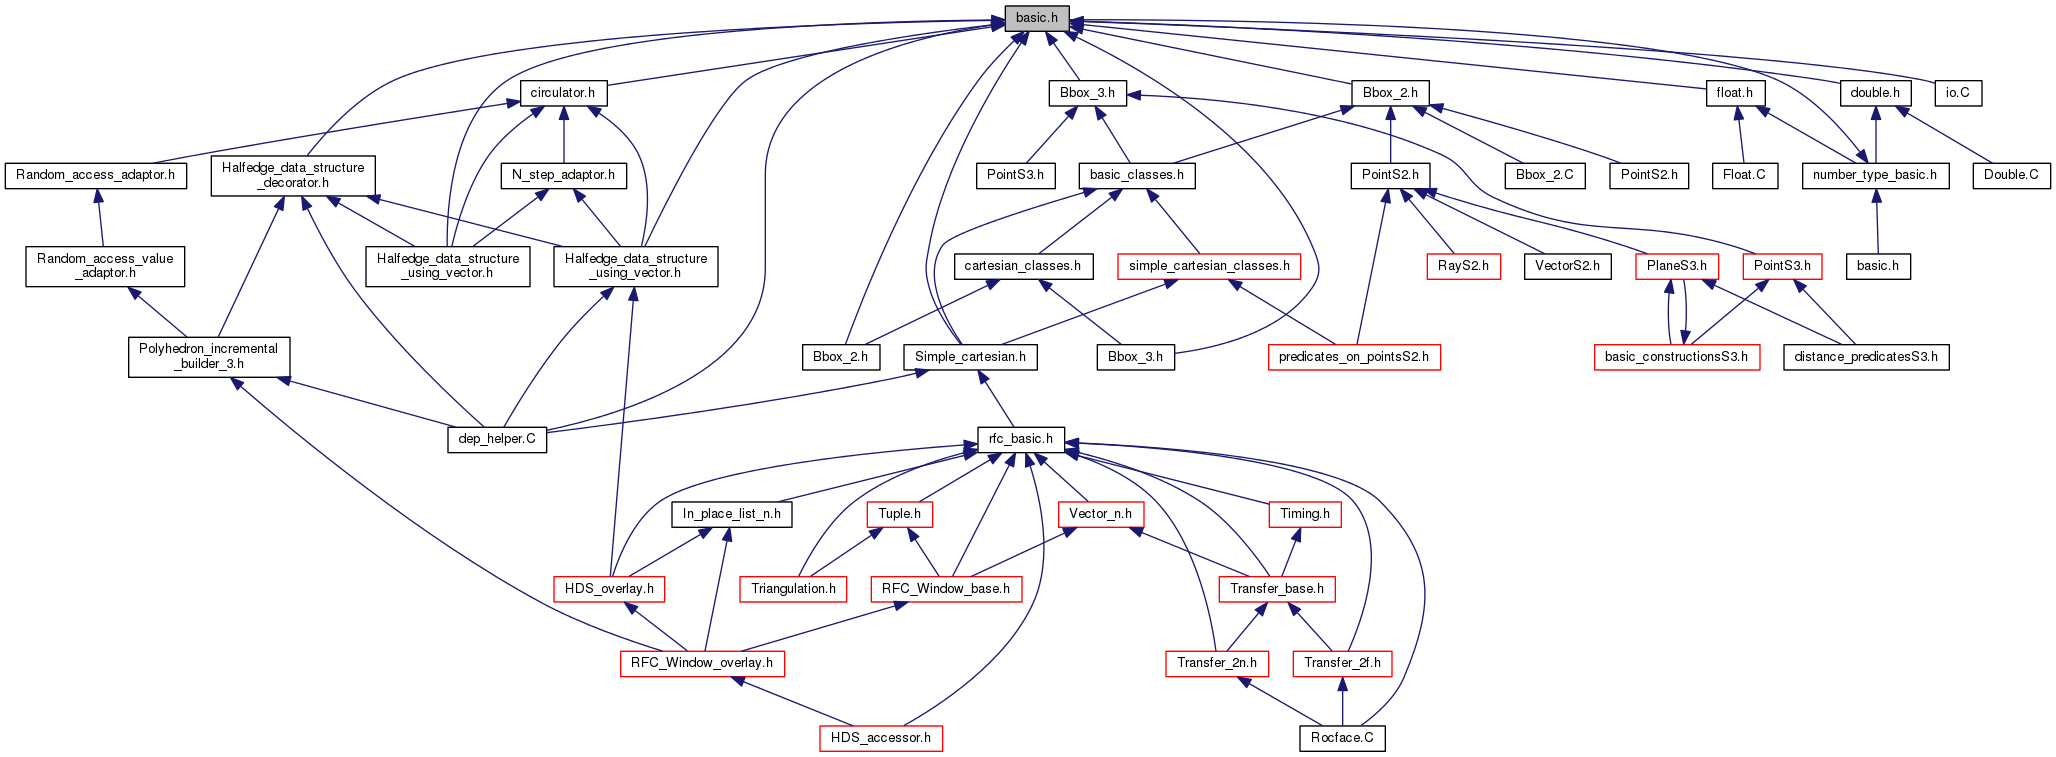 basic.h
circulator.h
Bbox_3.h
Bbox_2.h
float.h
double.h
io.C
Random_access_adaptor.h
Halfedge_data_structure
_decorator.h
N_step_adaptor.h
PointS3.h
basic_classes.h
PointS2.h
Bbox_2.C
PointS2.h
Float.C
number_type_basic.h
Double.C
Random_access_value
_adaptor.h
Halfedge_data_structure
_using_vector.h
Halfedge_data_structure
_using_vector.h
cartesian_classes.h
simple_cartesian_classes.h
RayS2.h
VectorS2.h
PlaneS3.h
PointS3.h
basic.h
Polyhedron_incremental
_builder_3.h
Bbox_2.h
Simple_cartesian.h
Bbox_3.h
predicates_on_pointsS2.h
basic_constructionsS3.h
distance_predicatesS3.h
dep_helper.C
rfc_basic.h
In_place_list_n.h
Tuple.h
Vector_n.h
Timing.h
HDS_overlay.h
Triangulation.h
RFC_Window_base.h
Transfer_base.h
RFC_Window_overlay.h
Transfer_2n.h
Transfer_2f.h
HDS_accessor.h
Rocface.C